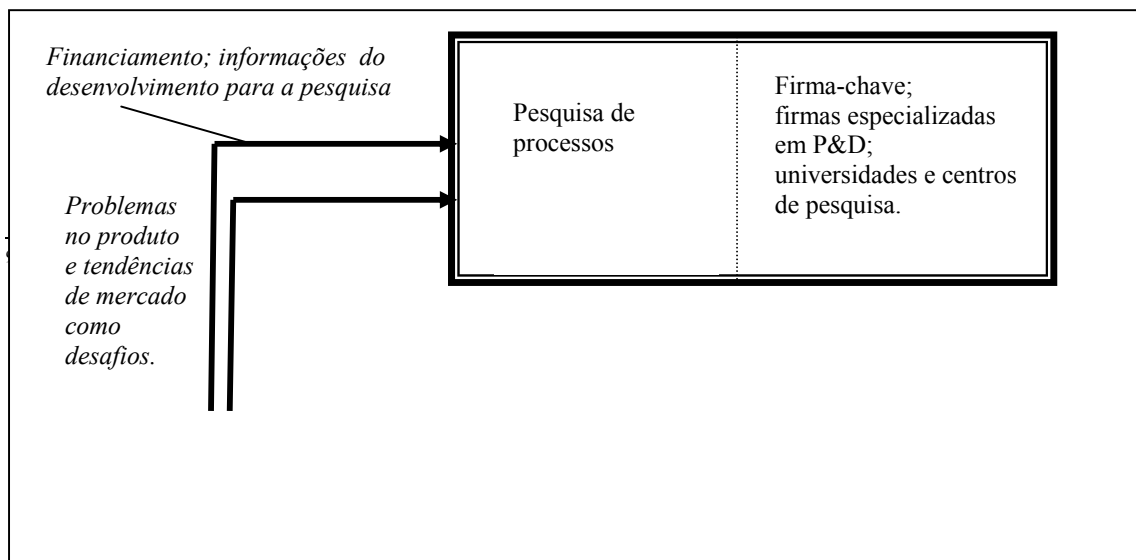 Financiamento; informações do
desenvolvimento para a pesquisa
Problemas
no produto
e tendências
de mercado
como
desafios.
Pesquisa de
processos
Firma-chave;
firmas especializadas
em P&D;
universidades e centros
de pesquisa.